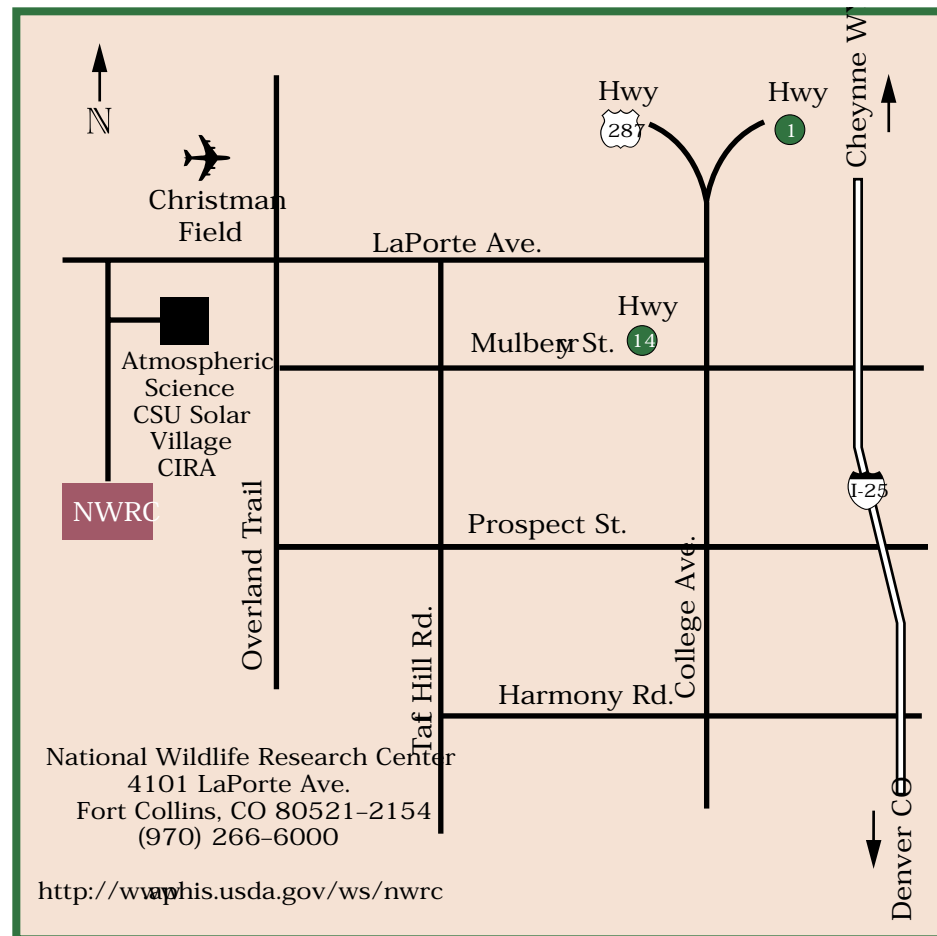 Cheynne WY
Hwy
287
Hwy
1
N
Christman
Field
LaPorte Ave.
Hwy
14
Mulberry St.
Atmospheric
Science
CSU Solar
Village
CIRA
NWRC
I-25
Overland Trail
Prospect St.
College Ave.
Taft Hill Rd.
Harmony Rd.
National Wildlife Research Center
4101 LaPorte Ave.
Fort Collins, CO 80521–2154
(970) 266–6000
http://www.aphis.usda.gov/ws/nwrc
Denver CO